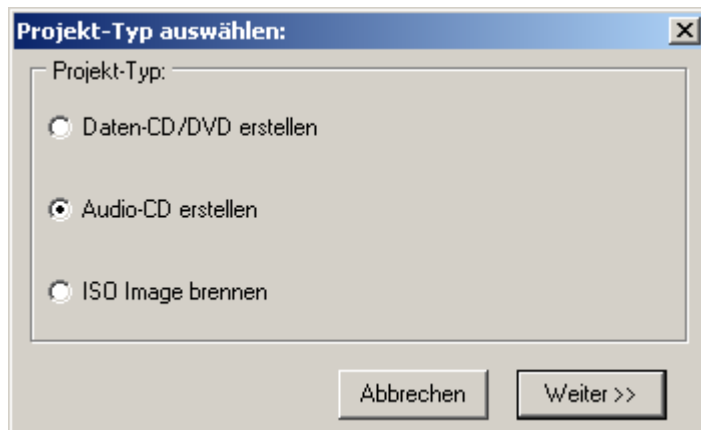 Projekt-Typ auswählen:
Projekt-Typ:
Daten-CD/DVD erstellen
Audio-CD erstellen
ISO Image brennen
Abbrechen Weiter >>